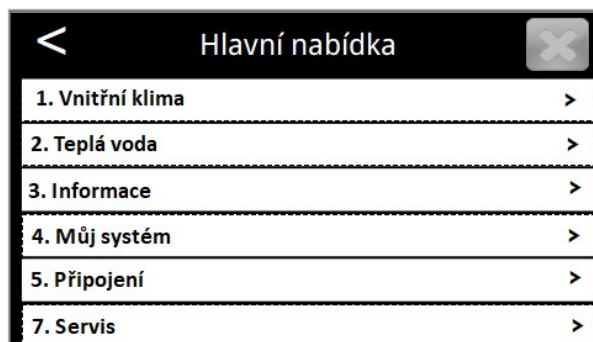 < Hlavní nabídka
1. Vnitřní klima >
2. Teplá voda >
3. Informace >
4. Můj systém >
5. Připojení >
7. Servis >